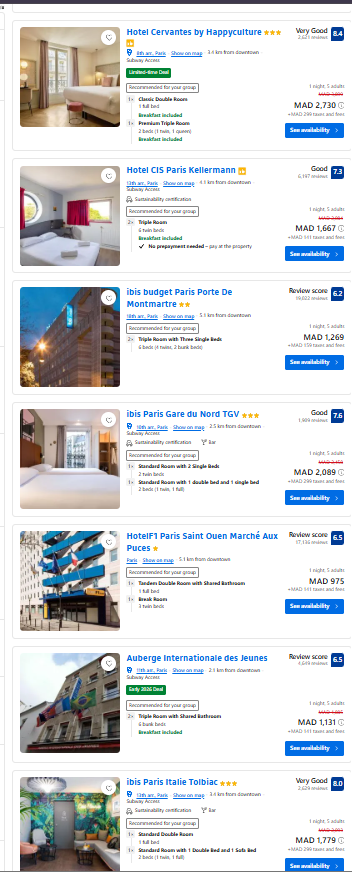 Hotel Cervantes by Happyculture
Very Good
8.4
2,621 reviews
8th arr., Paris Show on map 3.4 km from downtown
Subway Access
Limited-time Deal
Recommended for your group
1 night, 5 adults
1× Classic Double Room
1 full bed
MAD 2,730
Breakfast included
+MAD 299 taxes and fees
1× Premium Triple Room
2 beds (1 twin, 1 queen)
See availability
Breakfast included
Hotel CIS Paris Kellermann
Good
7.3
6,197 reviews
13th arr., Paris Show on map 4.1 km from downtown
Subway Access
Sustainability certification
Recommended for your group
1 night, 5 adults
2× Triple Room
6 twin beds
MAD 1,667
Breakfast included
+MAD 111 taxes and fees
No prepayment needed – pay at the property
See availability
ibis budget Paris Porte De
Montmartre
Review score
6.2
19,022 reviews
18th arr., Paris Show on map 5.1 km from downtown
Recommended for your group
1 night, 5 adults
2× Triple Room with Three Single Beds
MAD 1,269
6 beds (2 twins, 2 bunk beds)
+MAD 159 taxes and fees
See availability
ibis Paris Gare du Nord TGV
Good
7.6
1,909 reviews
10th arr., Paris Show on map 2.5 km from downtown
Subway Access
Sustainability certification Bar
Recommended for your group
1 night, 5 adults
1× Standard Room with 2 Single Beds
2 twin beds
MAD 2,089
1× Standard Room with 1 double bed and 1 single bed
+MAD 299 taxes and fees
2 beds (1 twin, 1 full)
See availability
HotelF1 Paris Saint Ouen Marché Aux
Puces
Review score
6.5
17,136 reviews
Paris Show on map 5.1 km from downtown
Recommended for your group
1 night, 5 adults
1× Tandem Double Room with Shared Bathroom
1 full bed
MAD 975
1× Break Room
+MAD 111 taxes and fees
3 twin beds
See availability
Auberge Internationale des Jeunes
Review score
6.5
4,649 reviews
11th arr., Paris Show on map 2.1 km from downtown
Subway Access
Early 2026 Deal
Recommended for your group
1 night, 5 adults
2× Triple Room with Shared Bathroom
6 bunk beds
MAD 1,131
Breakfast included
+MAD 111 taxes and fees
See availability
ibis Paris Italie Tolbiac
Very Good
8.0
2,629 reviews
13th arr., Paris Show on map 3.4 km from downtown
Subway Access
Sustainability certification Bar
Recommended for your group
1 night, 5 adults
1× Standard Double Room
1 full bed
MAD 1,779
1× Standard Room with 1 Double Bed and 1 Sofa Bed
+MAD 299 taxes and fees
2 beds (1 twin, 1 full)
See availability